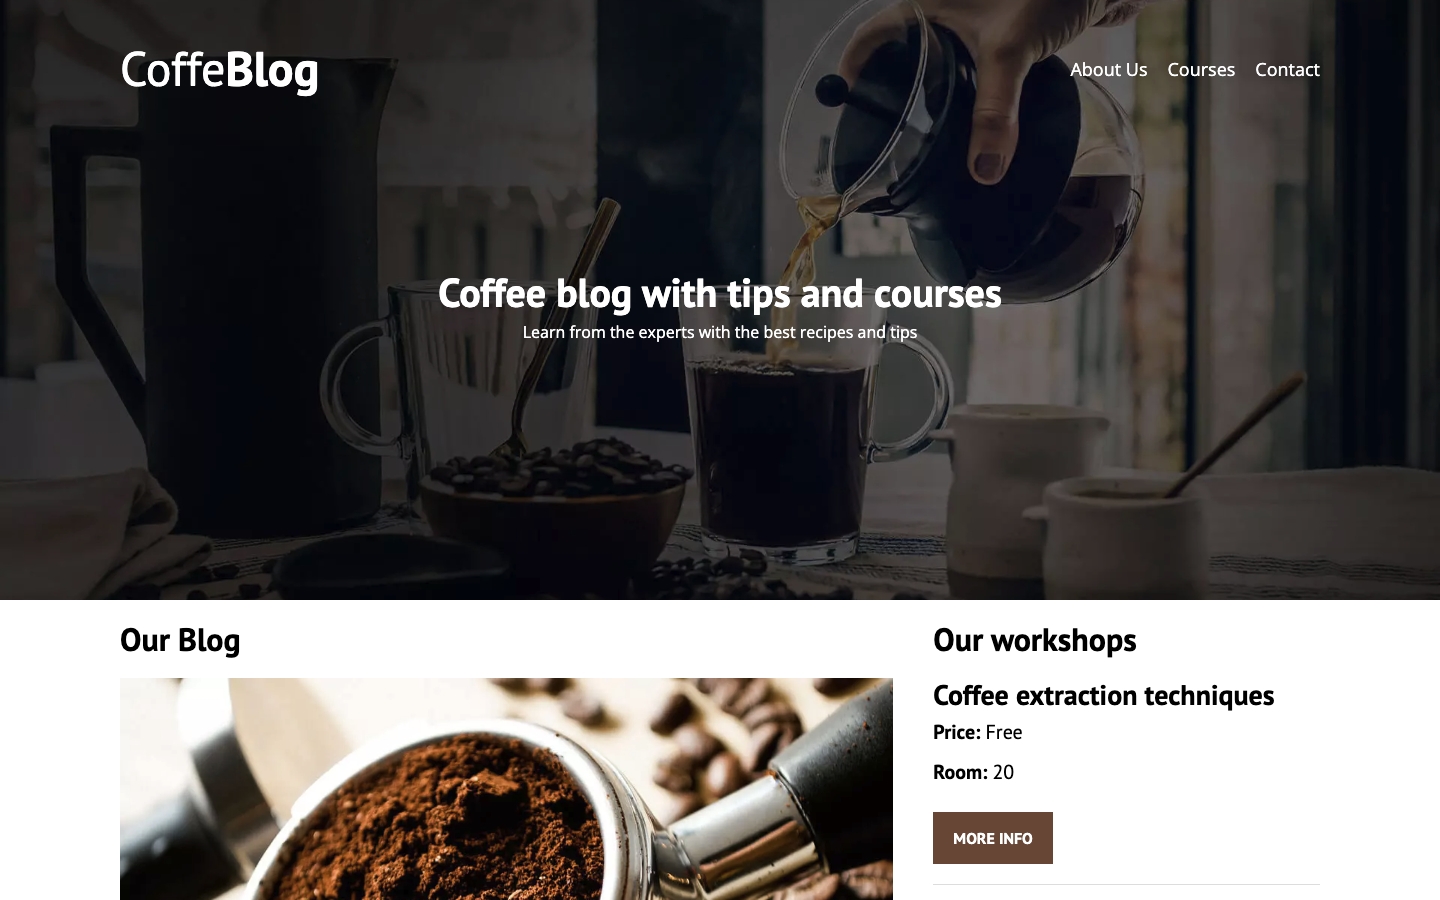 CoffeBlog
About Us Courses Contact
Coffee blog with tips and courses
Learn from the experts with the best recipes and tips
Our Blog
Our workshops
Coffee extraction techniques
Price: Free
Room: 20
MORE INFO